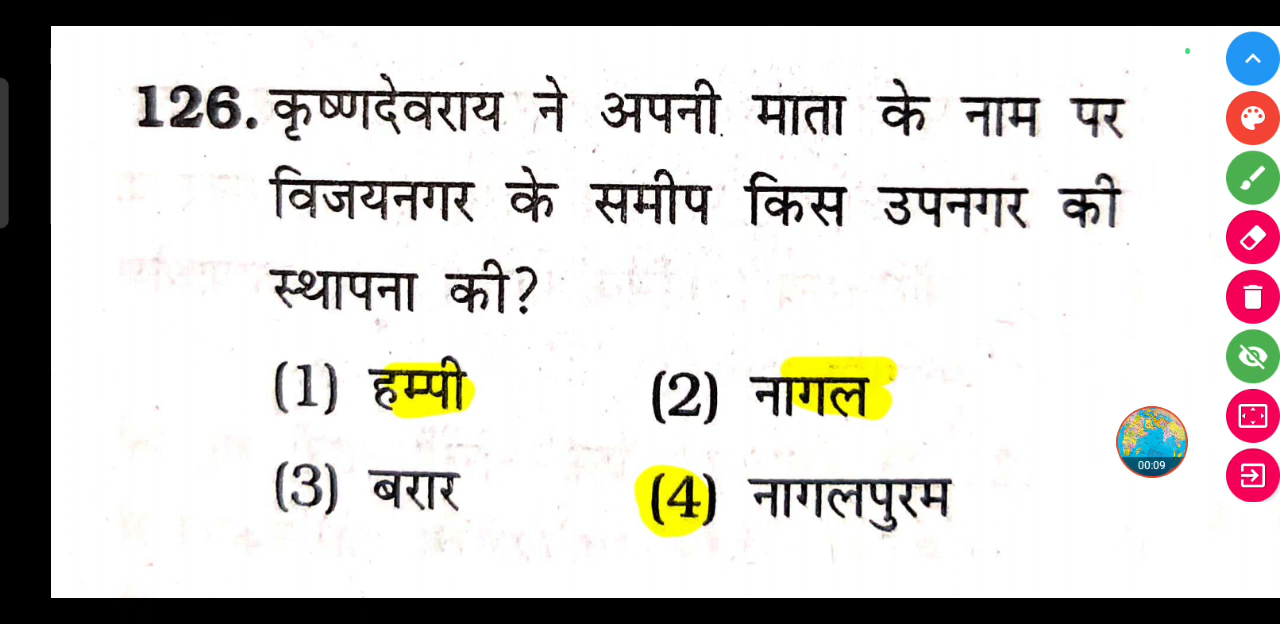 126. कृष्णदेवराय ने अपनी माता के नाम पर
विजयनगर के समीप किस उपनगर की
स्थापना की?
(1) हम्पी (2) नागल
(3) बरार (4) नागलपुरम
00:09